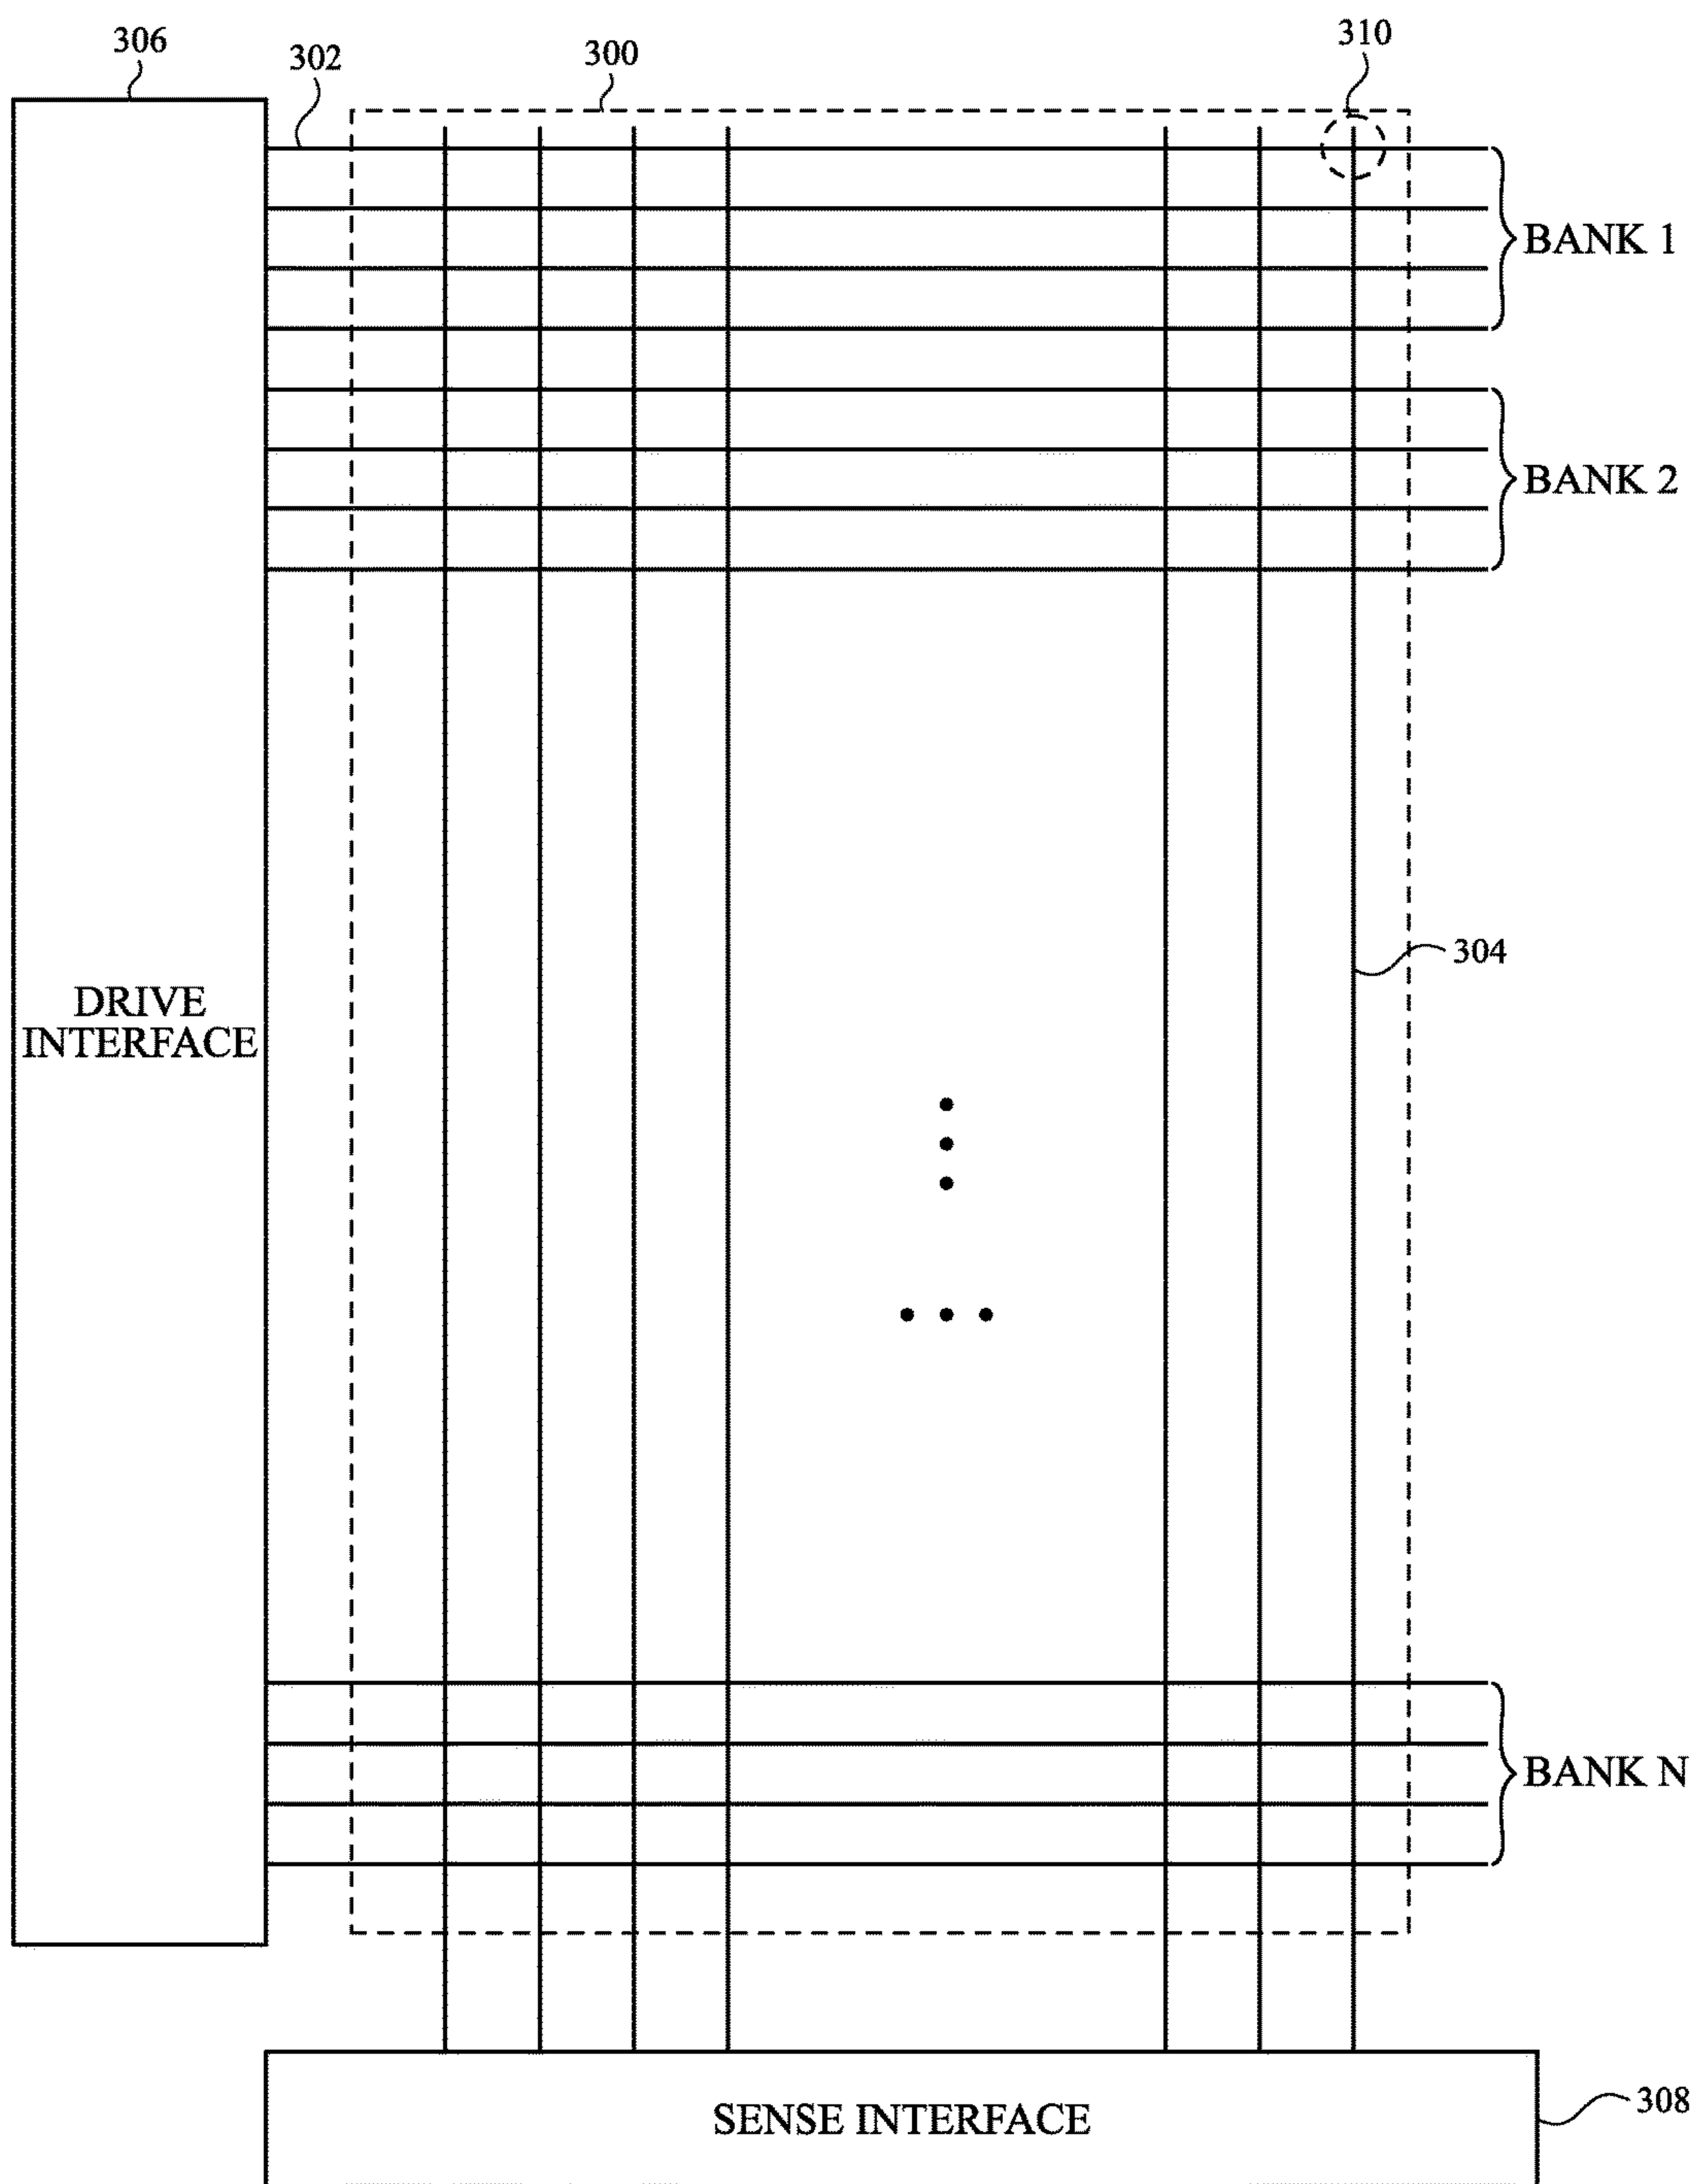 306
302
300
310
BANK 1
BANK 2
304
DRIVE
INTERFACE
BANK N
SENSE INTERFACE
308